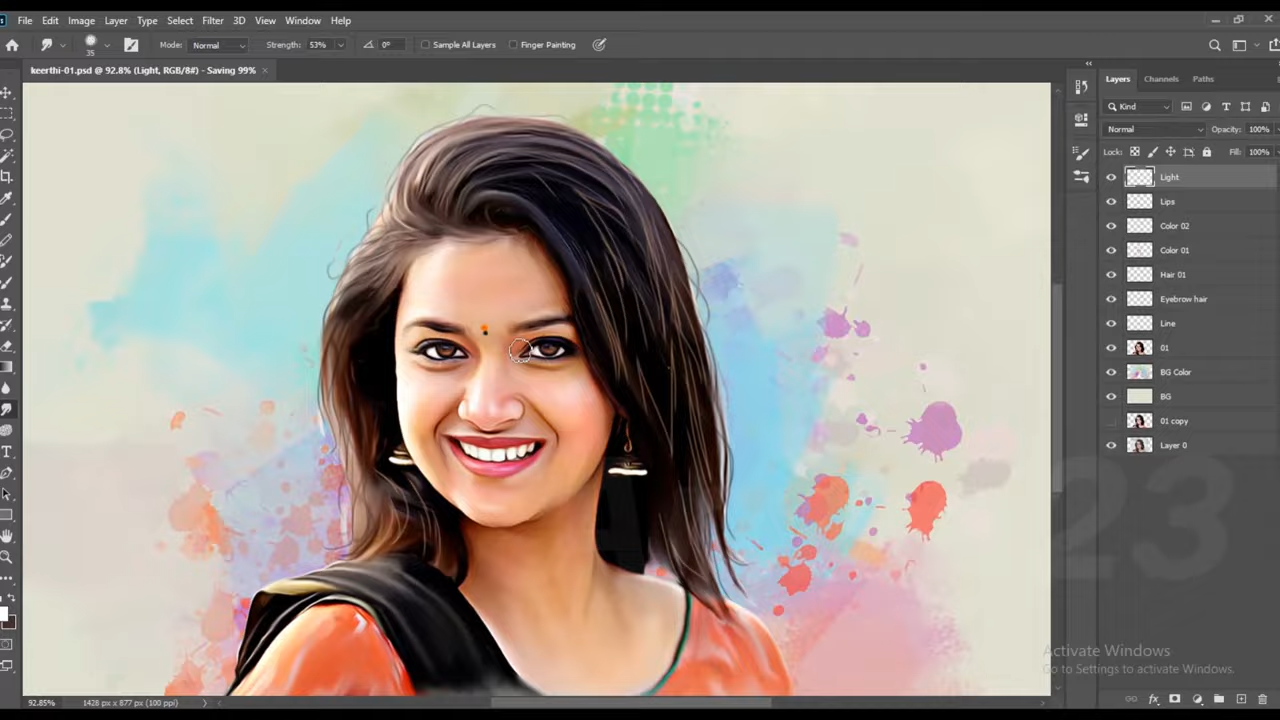 File Edit Image Layer Type Select Filter 3D View Window Help
35 Mode: Normal Strength: 53% 0° Sample All Layers Finger Painting
keerthi-01.psd @ 92.8% (Light, RGB/8#) - Saving 99% ×
Layers Channels Paths
Kind
Normal Opacity: 100%
Lock: Fill: 100%
Light
Lips
Color 02
Color 01
Hair 01
Eyebrow hair
Line
01
BG Color
BG
01 copy
Layer 0
23
Activate Windows
Go to Settings to activate Windows.
92.85% 1428 px x 877 px (100 ppi)